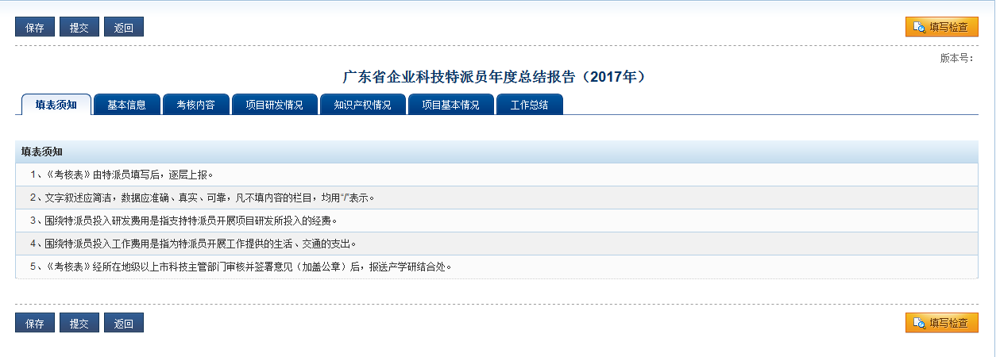 保存 提交 返回 填写检查
版本号：
广东省企业科技特派员年度总结报告（2017年）
填表须知 基本信息 考核内容 项目研发情况 知识产权情况 项目基本情况 工作总结
填表须知
1、《考核表》由特派员填写后，逐层上报。
2、文字叙述应简洁，数据应准确、真实、可靠，凡不填内容的栏目，均用“/”表示。
3、围绕特派员投入研发费用是指支持特派员开展项目研发所投入的经费。
4、围绕特派员投入工作费用是指为特派员开展工作提供的生活、交通的支出。
5、《考核表》经所在地级以上市科技主管部门审核并签署意见（加盖公章）后，报送产学研结合处。
保存 提交 返回 填写检查